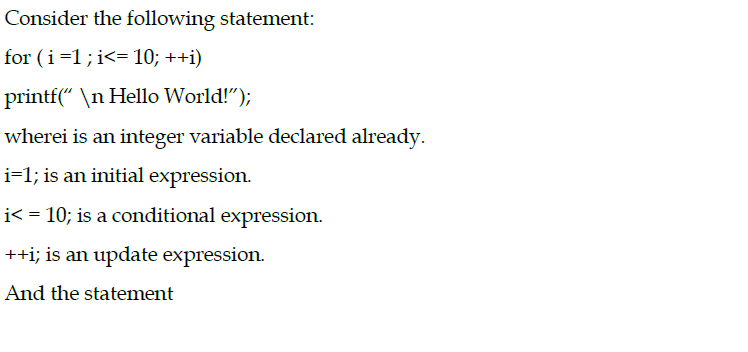 Consider the following statement:
for ( i =1 ; i<= 10; ++i)
printf(“ \n Hello World!”);
wherei is an integer variable declared already.
i=1; is an initial expression.
i< = 10; is a conditional expression.
++i; is an update expression.
And the statement